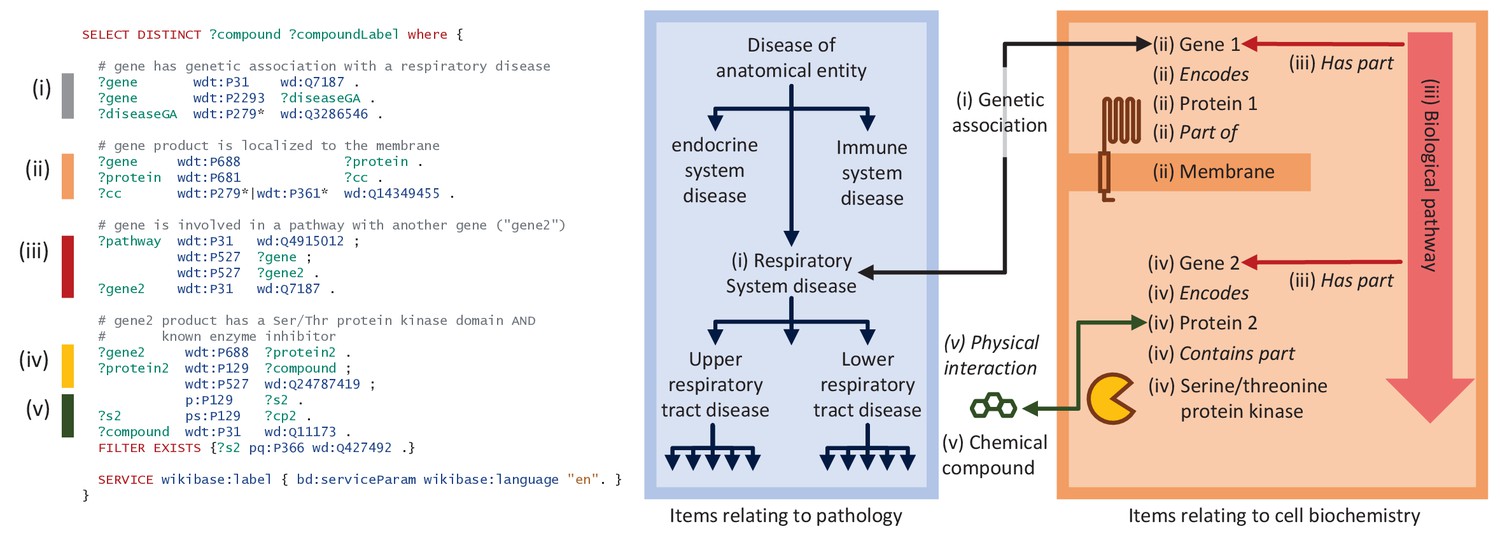 SELECT DISTINCT ?compound ?compoundLabel where {
# gene has genetic association with a respiratory disease
(i)
?gene wdt:P31 wd:Q7187 .
?gene wdt:P2293 ?diseaseGA .
?diseaseGA wdt:P279* wd:Q3286546 .
# gene product is localized to the membrane
(ii)
?gene wdt:P688 ?protein .
?protein wdt:P681 ?cc .
?cc wdt:P279*|wdt:P361* wd:Q14349455 .
# gene is involved in a pathway with another gene ("gene2")
(iii)
?pathway wdt:P31 wd:Q4915012 ;
wdt:P527 ?gene ;
wdt:P527 ?gene2 .
?gene2 wdt:P31 wd:Q7187 .
# gene2 product has a Ser/Thr protein kinase domain AND
# known enzyme inhibitor
(iv)
?gene2 wdt:P688 ?protein2 .
?protein2 wdt:P129 ?compound ;
wdt:P527 wd:Q24787419 ;
(v)
p:P129 ?s2 .
?s2 ps:P129 ?cp2 .
?compound wdt:P31 wd:Q11173 .
FILTER EXISTS {?s2 pq:P366 wd:Q427492 .}
SERVICE wikibase:label { bd:serviceParam wikibase:language "en". }
}
Disease of
anatomical entity
endocrine
system
disease
Immune
system
disease
(i) Respiratory
System disease
Upper
respiratory
tract disease
Lower
respiratory
tract disease
Items relating to pathology
(i) Genetic
association
(v) Physical
interaction
(v) Chemical
compound
(ii) Gene 1
(iii) Has part
(ii) Encodes
(ii) Protein 1
(ii) Part of
(ii) Membrane
(iii) Biological pathway
(iv) Gene 2
(iii) Has part
(iv) Encodes
(iv) Protein 2
(iv) Contains part
(iv) Serine/threonine
protein kinase
Items relating to cell biochemistry